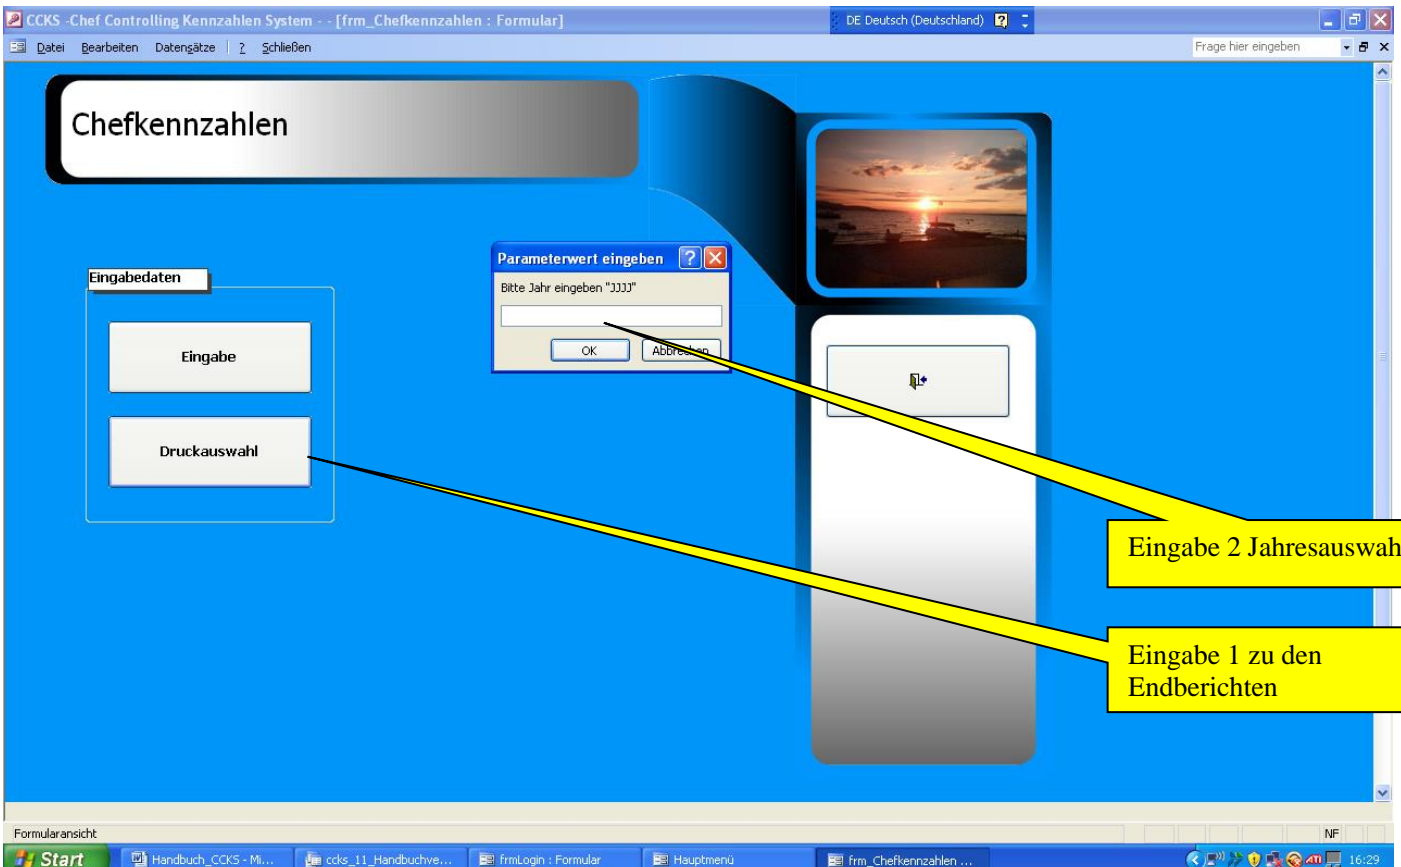 CCKS -Chef Controlling Kennzahlen System - - [frm_Chefkennzahlen : Formular]
DE Deutsch (Deutschland)
Datei Bearbeiten Datensätze ? Schließen
Frage hier eingeben
Chefkennzahlen
Parameterwert eingeben
Bitte Jahr eingeben "JJJJ"
OK Abbrechen
Eingabedaten
Eingabe
Druckauswahl
Eingabe 2 Jahresauswah
Eingabe 1 zu den
Endberichten
Formularansicht
NF
Start
Handbuch_CCKS - Mi...
ccks_11_Handbuchve...
frmLogin : Formular
Hauptmenü
frm_Chefkennzahlen ...
16:29